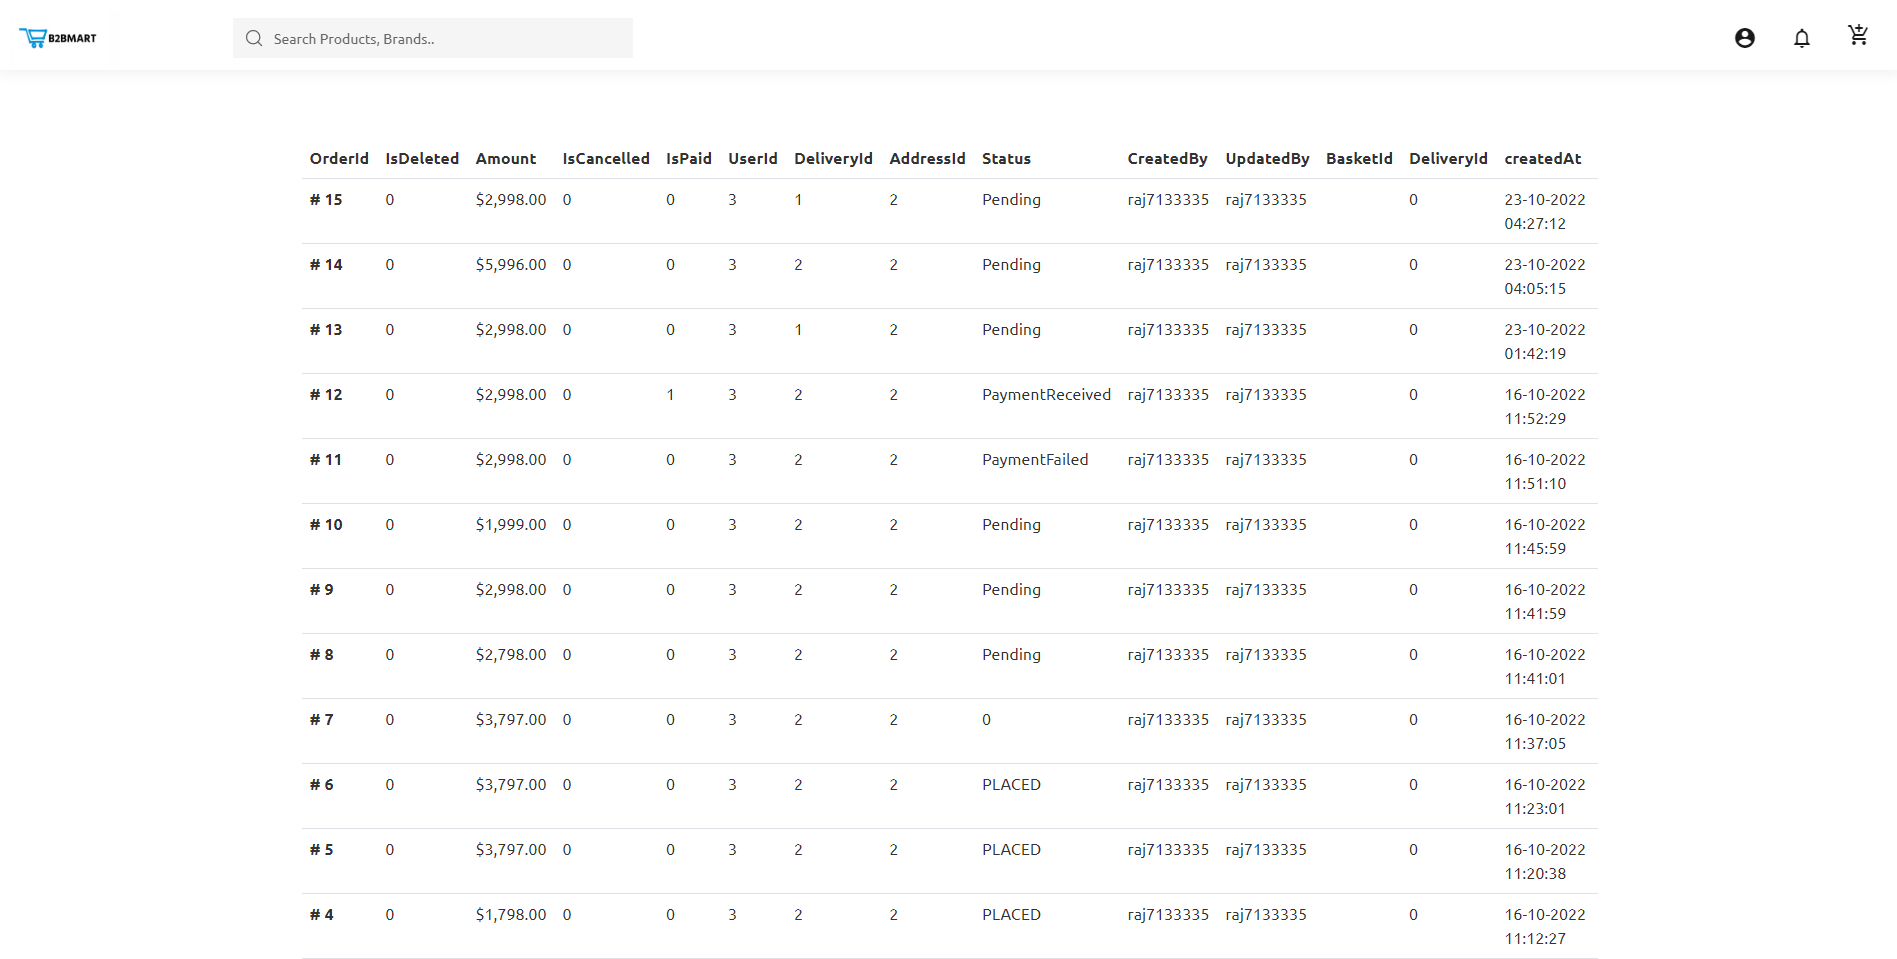 B2BMART
Search Products, Brands..
OrderId IsDeleted Amount IsCancelled IsPaid UserId DeliveryId AddressId Status CreatedBy UpdatedBy BasketId DeliveryId createdAt
# 15 0 $2,998.00 0 0 3 1 2 Pending raj7133335 raj7133335 0 23-10-2022
04:27:12
# 14 0 $5,996.00 0 0 3 2 2 Pending raj7133335 raj7133335 0 23-10-2022
04:05:15
# 13 0 $2,998.00 0 0 3 1 2 Pending raj7133335 raj7133335 0 23-10-2022
01:42:19
# 12 0 $2,998.00 0 1 3 2 2 PaymentReceived raj7133335 raj7133335 0 16-10-2022
11:52:29
# 11 0 $2,998.00 0 0 3 2 2 PaymentFailed raj7133335 raj7133335 0 16-10-2022
11:51:10
# 10 0 $1,999.00 0 0 3 2 2 Pending raj7133335 raj7133335 0 16-10-2022
11:45:59
# 9 0 $2,998.00 0 0 3 2 2 Pending raj7133335 raj7133335 0 16-10-2022
11:41:59
# 8 0 $2,798.00 0 0 3 2 2 Pending raj7133335 raj7133335 0 16-10-2022
11:41:01
# 7 0 $3,797.00 0 0 3 2 2 0 raj7133335 raj7133335 0 16-10-2022
11:37:05
# 6 0 $3,797.00 0 0 3 2 2 PLACED raj7133335 raj7133335 0 16-10-2022
11:23:01
# 5 0 $3,797.00 0 0 3 2 2 PLACED raj7133335 raj7133335 0 16-10-2022
11:20:38
# 4 0 $1,798.00 0 0 3 2 2 PLACED raj7133335 raj7133335 0 16-10-2022
11:12:27